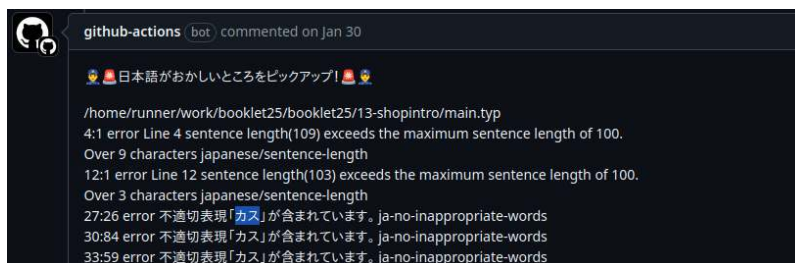 github-actions bot commented on Jan 30
👮🚨日本語がおかしいところをピックアップ!🚨👮
/home/runner/work/booklet25/booklet25/13-shopintro/main.typ
4:1 error Line 4 sentence length(109) exceeds the maximum sentence length of 100.
Over 9 characters japanese/sentence-length
12:1 error Line 12 sentence length(103) exceeds the maximum sentence length of 100.
Over 3 characters japanese/sentence-length
27:26 error 不適切表現「カス」が含まれています。 ja-no-inappropriate-words
30:84 error 不適切表現「カス」が含まれています。 ja-no-inappropriate-words
33:59 error 不適切表現「カス」が含まれています。 ja-no-inappropriate-words